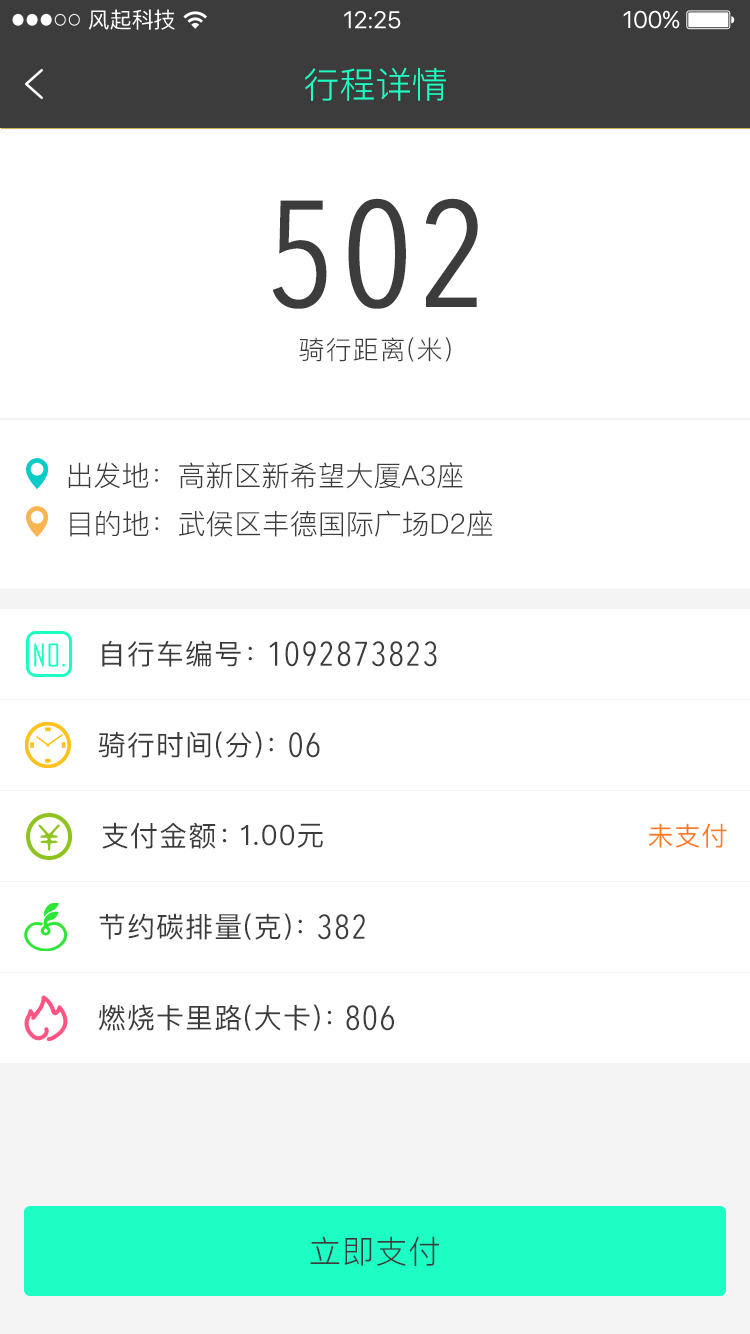 风起科技 12:25 100%
行程详情
502
骑行距离(米)
出发地：高新区新希望大厦A3座
目的地：武侯区丰德国际广场D2座
NO. 自行车编号：1092873823
骑行时间(分)：06
¥ 支付金额：1.00元 未支付
节约碳排量(克)：382
燃烧卡里路(大卡)：806
立即支付